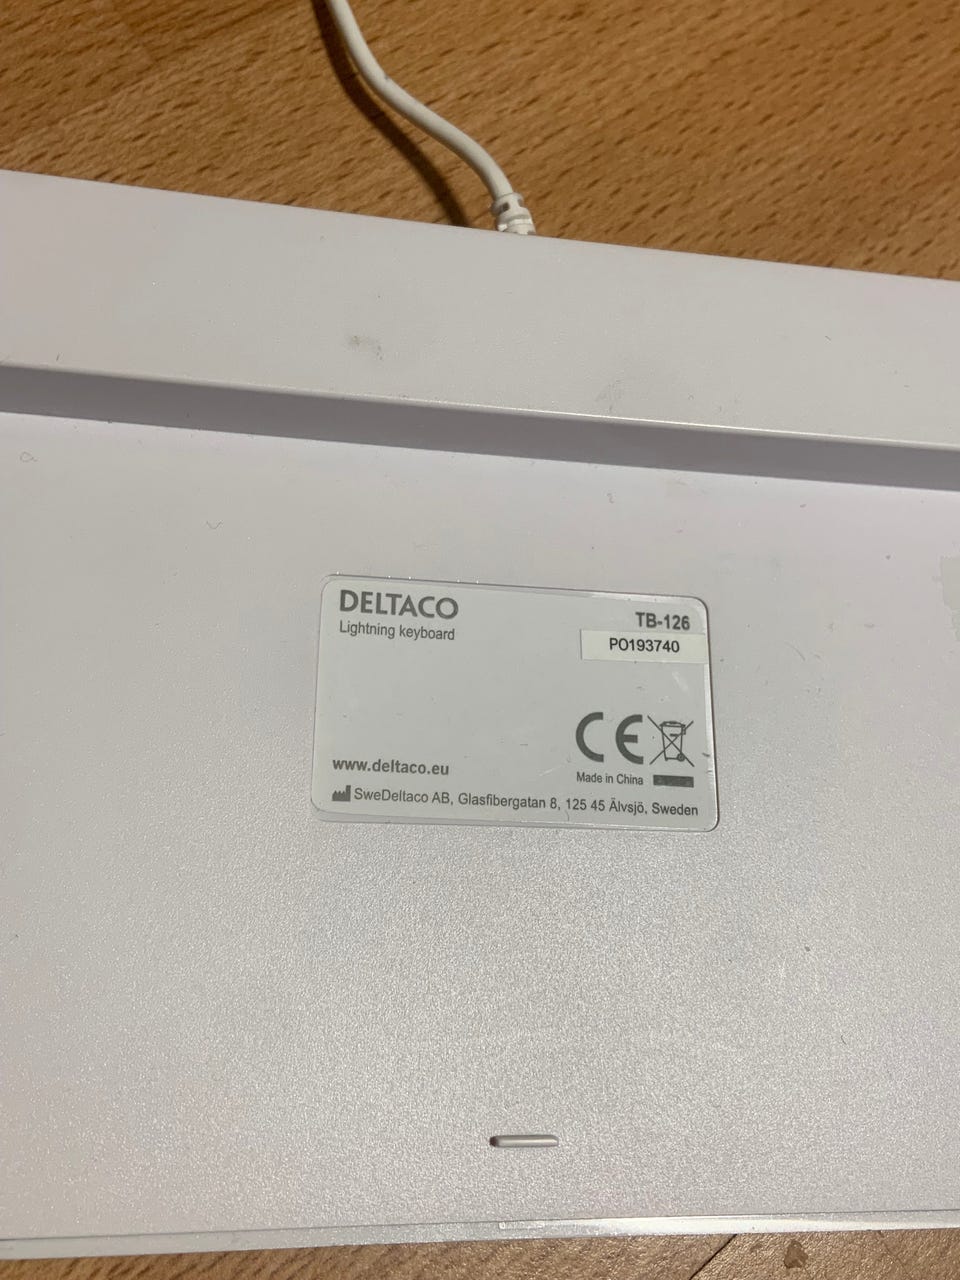 DELTACO
Lightning keyboard
TB-126
PO193740
CE
Made in China
www.deltaco.eu
SweDeltaco AB, Glasfibergatan 8, 125 45 Älvsjö, Sweden